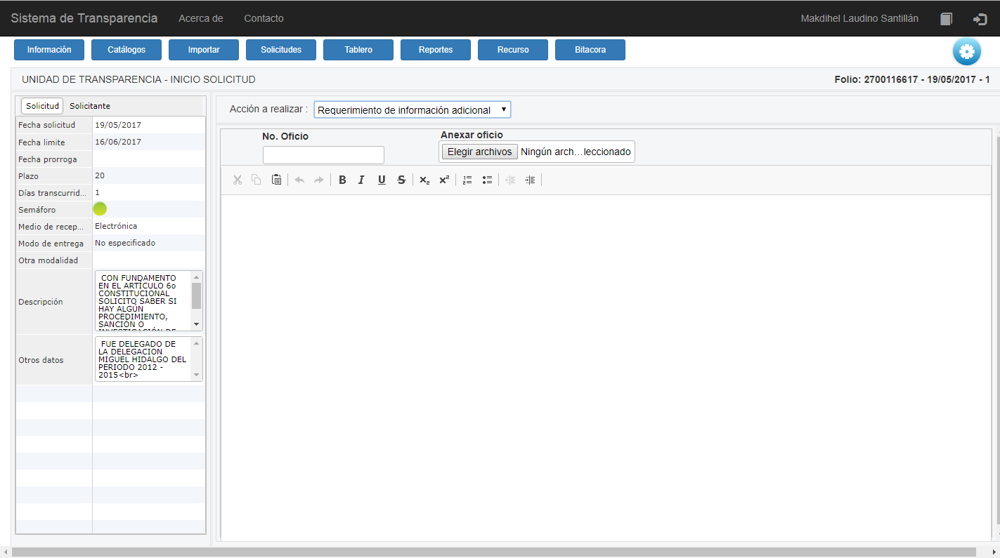 Sistema de Transparencia Acerca de Contacto Makdihel Laudino Santillán
Información Catálogos Importar Solicitudes Tablero Reportes Recurso Bitacora
UNIDAD DE TRANSPARENCIA - INICIO SOLICITUD Folio: 2700116617 - 19/05/2017 - 1
Solicitud Solicitante
Fecha solicitud 19/05/2017
Fecha limite 16/06/2017
Fecha prorroga
Plazo 20
Días transcurrid... 1
Semáforo
Medio de recep... Electrónica
Modo de entrega No especificado
Otra modalidad
Descripción
CON FUNDAMENTO
EN EL ARTÍCULO 6o
CONSTITUCIONAL
SOLICITO SABER SI
HAY ALGÚN
PROCEDIMIENTO,
SANCIÓN O
INVESTIGACIÓN DE
Otros datos
FUE DELEGADO DE
LA DELEGACION
MIGUEL HIDALGO DEL
PERIODO 2012 -
2015<br>
Acción a realizar : Requerimiento de información adicional
No. Oficio Anexar oficio
Elegir archivos Ningún arch...leccionado
B I U S x₂ x²